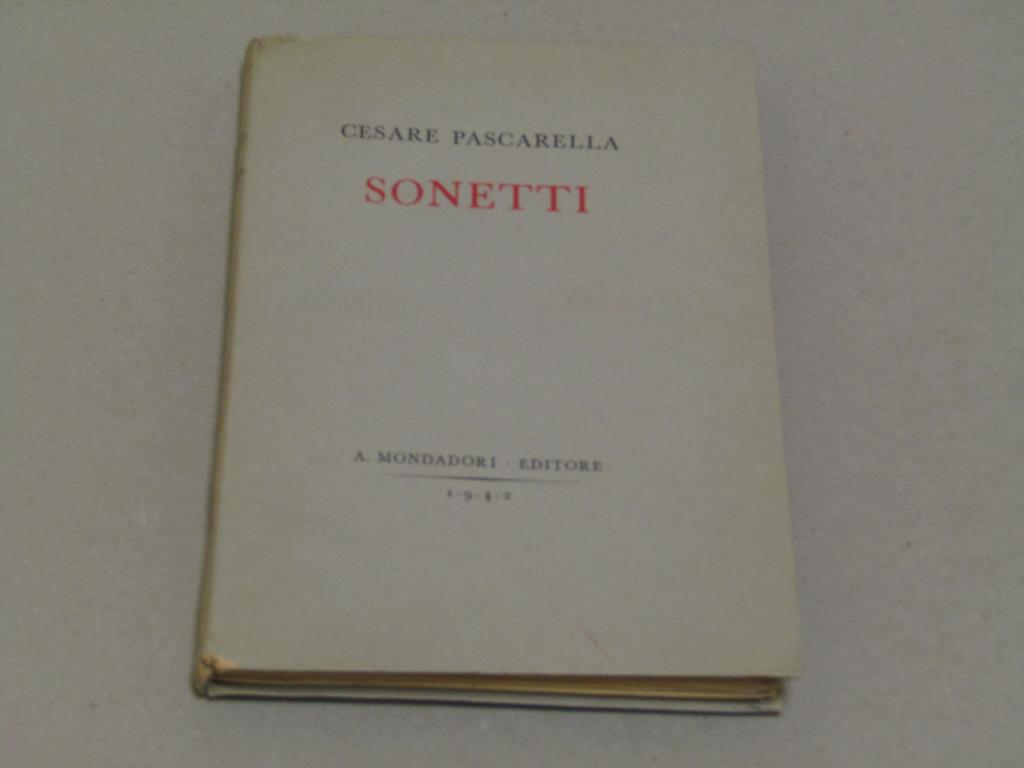 CESARE PASCARELLA
SONETTI
A. MONDADORI · EDITORE
1·9·4·2